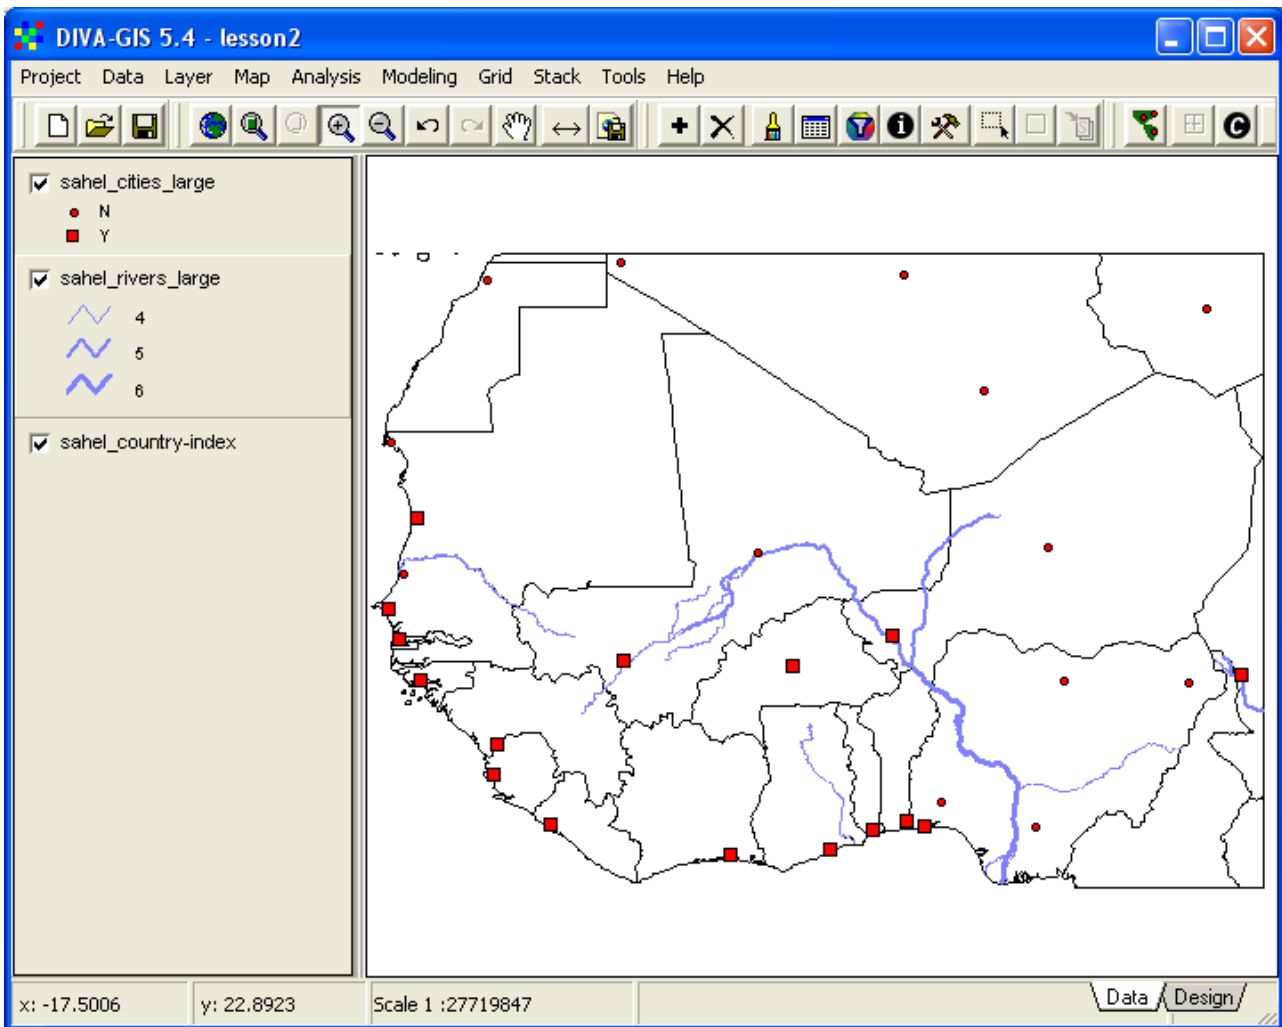 DIVA-GIS 5.4 - lesson2
Project Data Layer Map Analysis Modeling Grid Stack Tools Help
sahel_cities_large
N
Y
sahel_rivers_large
4
5
6
sahel_country-index
x: -17.5006 y: 22.8923 Scale 1 :27719847 Data Design